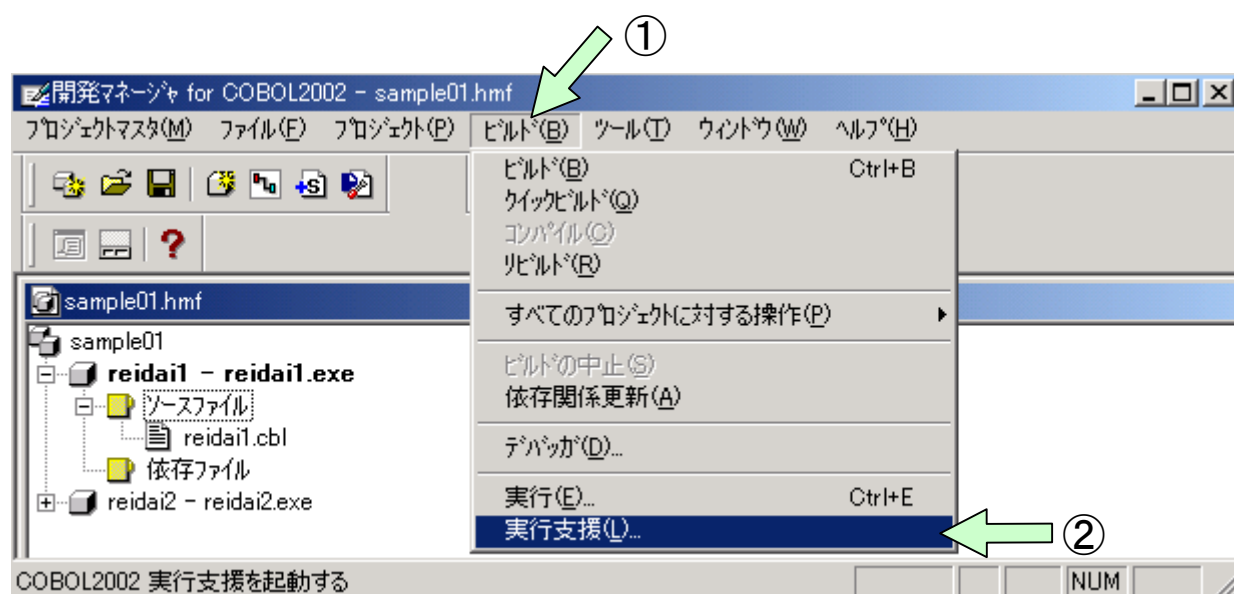 ①
開発ﾏﾈｰｼﾞｬ for COBOL2002 - sample01.hmf
ﾌﾟﾛｼﾞｪｸﾄﾏｽﾀ(M) ﾌｧｲﾙ(F) ﾌﾟﾛｼﾞｪｸﾄ(P) ﾋﾞﾙﾄﾞ(B) ﾂｰﾙ(T) ｳｨﾝﾄﾞｳ(W) ﾍﾙﾌﾟ(H)
ﾋﾞﾙﾄﾞ(B) Ctrl+B
ｸｲｯｸﾋﾞﾙﾄﾞ(Q)
ｺﾝﾊﾟｲﾙ(C)
ﾘﾋﾞﾙﾄﾞ(R)
すべてのﾌﾟﾛｼﾞｪｸﾄに対する操作(P)
ﾋﾞﾙﾄﾞの中止(S)
依存関係更新(A)
ﾃﾞﾊﾞｯｶﾞ(D)...
実行(E)... Ctrl+E
実行支援(L)...
②
sample01.hmf
sample01
reidai1 - reidai1.exe
ｿｰｽﾌｧｲﾙ
reidai1.cbl
依存ﾌｧｲﾙ
reidai2 - reidai2.exe
COBOL2002 実行支援を起動する
NUM